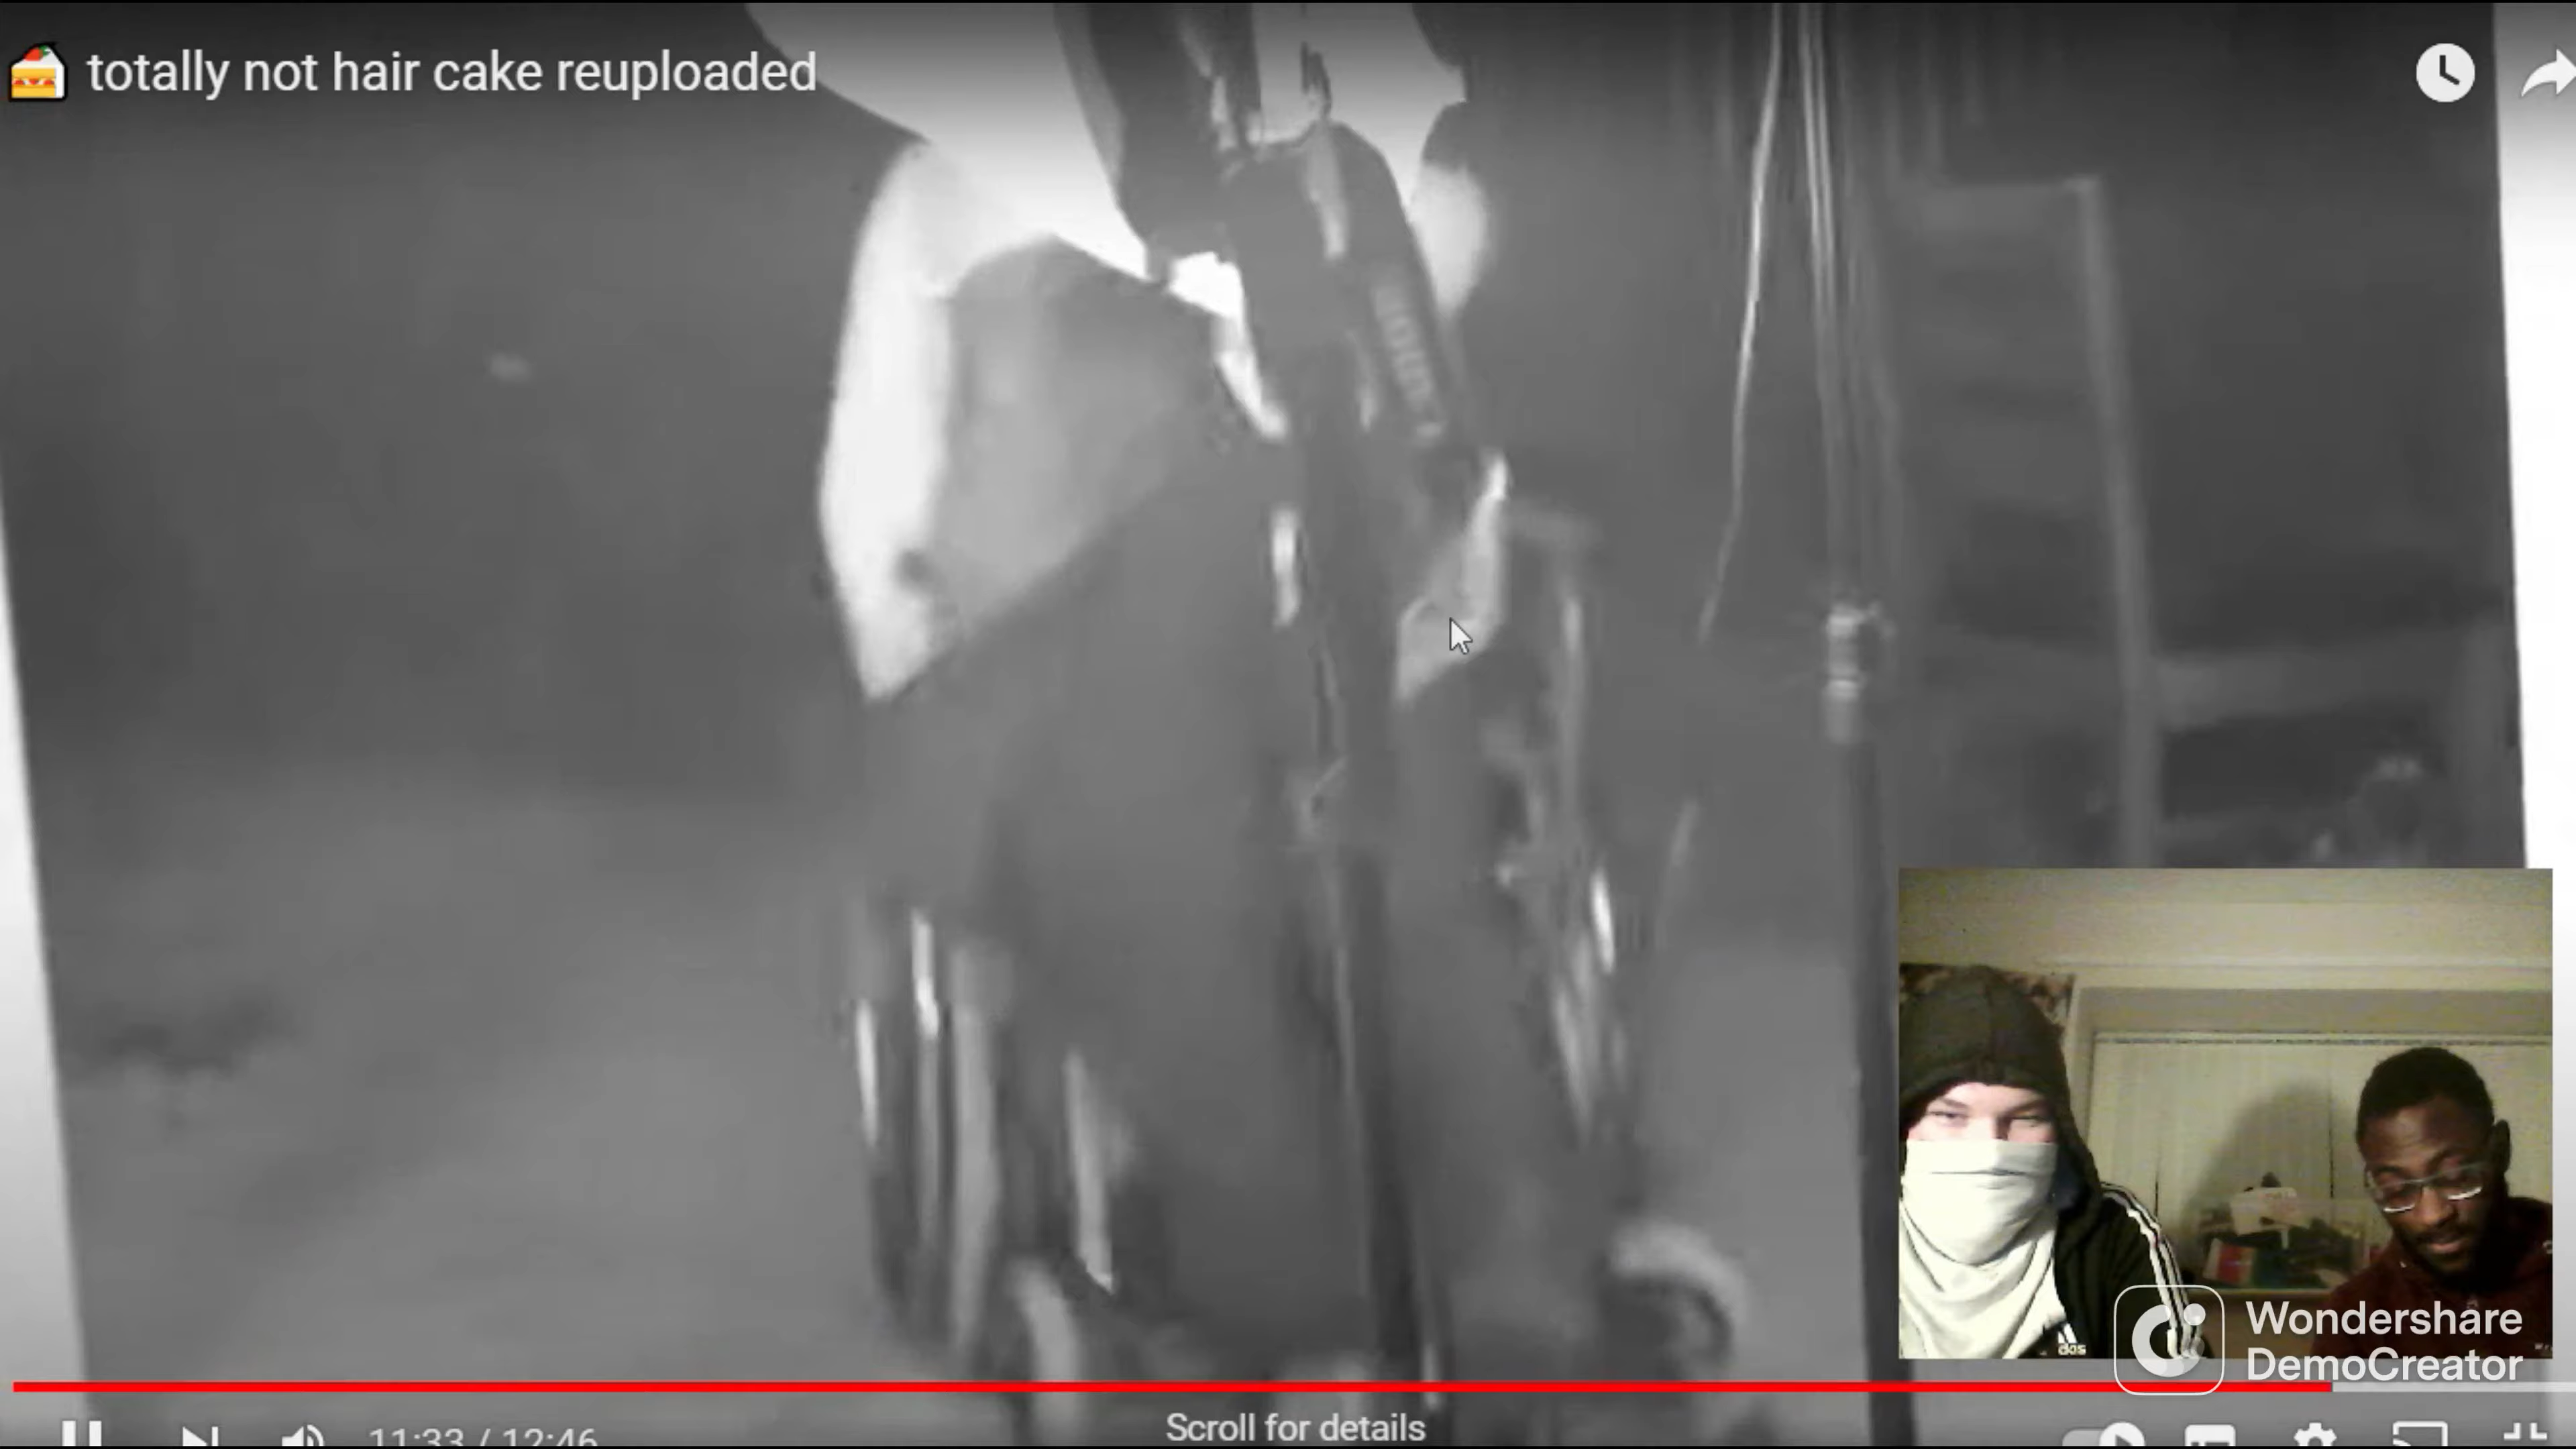 🍰 totally not hair cake reuploaded
Wondershare
DemoCreator
Scroll for details
11:33 / 12:46